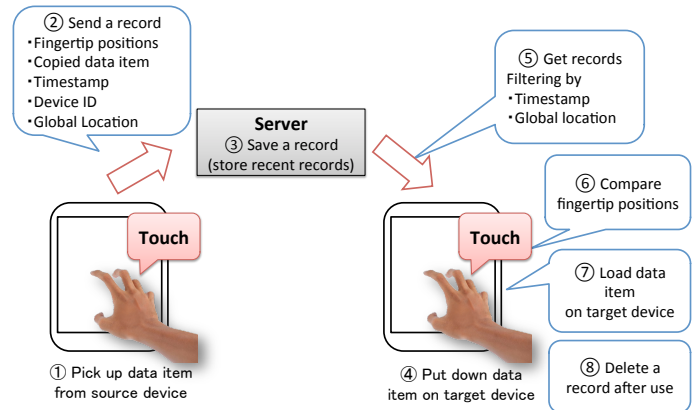 ② Send a record
・Fingertip positions
・Copied data item
・Timestamp
・Device ID
・Global Location
Server
③ Save a record
(store recent records)
⑤ Get records
Filtering by
・Timestamp
・Global location
⑥ Compare
fingertip positions
Touch
Touch
⑦ Load data
item
on target device
① Pick up data item
from source device
④ Put down data
item on target device
⑧ Delete a
record after use